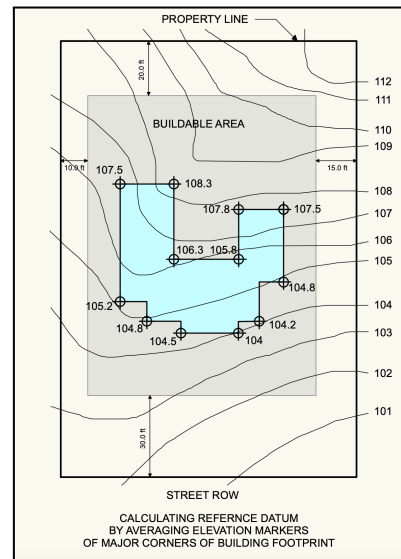 PROPERTY LINE
20.0 ft
112
111
BUILDABLE AREA
110
109
10.0 ft
15.0 ft
107.5
108.3
108
107.8
107.5
107
106.3
105.8
106
105
104.8
105.2
104.8
104.2
104
104.5
104
103
102
30.0 ft
101
STREET ROW
CALCULATING REFERNCE DATUM
BY AVERAGING ELEVATION MARKERS
OF MAJOR CORNERS OF BUILDING FOOTPRINT